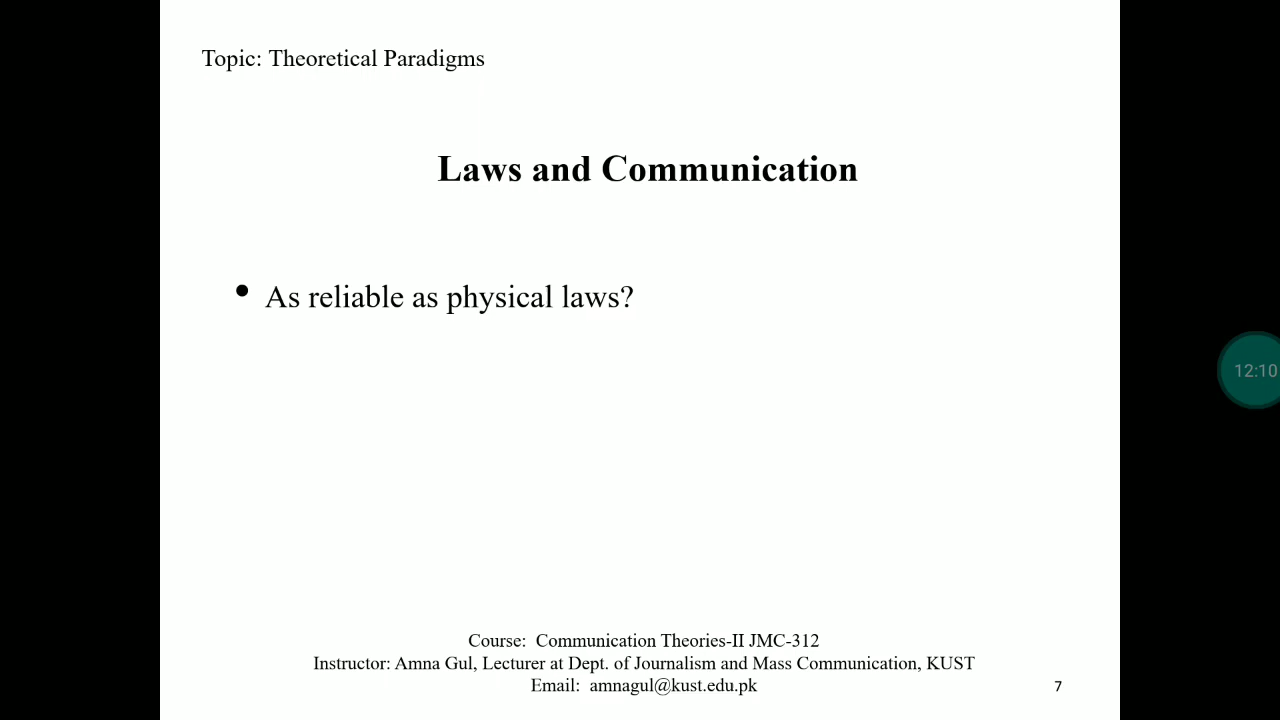 Topic: Theoretical Paradigms
Laws and Communication
• As reliable as physical laws?
12:10
Course:  Communication Theories-II JMC-312
Instructor: Amna Gul, Lecturer at Dept. of Journalism and Mass Communication, KUST
Email:  amnagul@kust.edu.pk
7